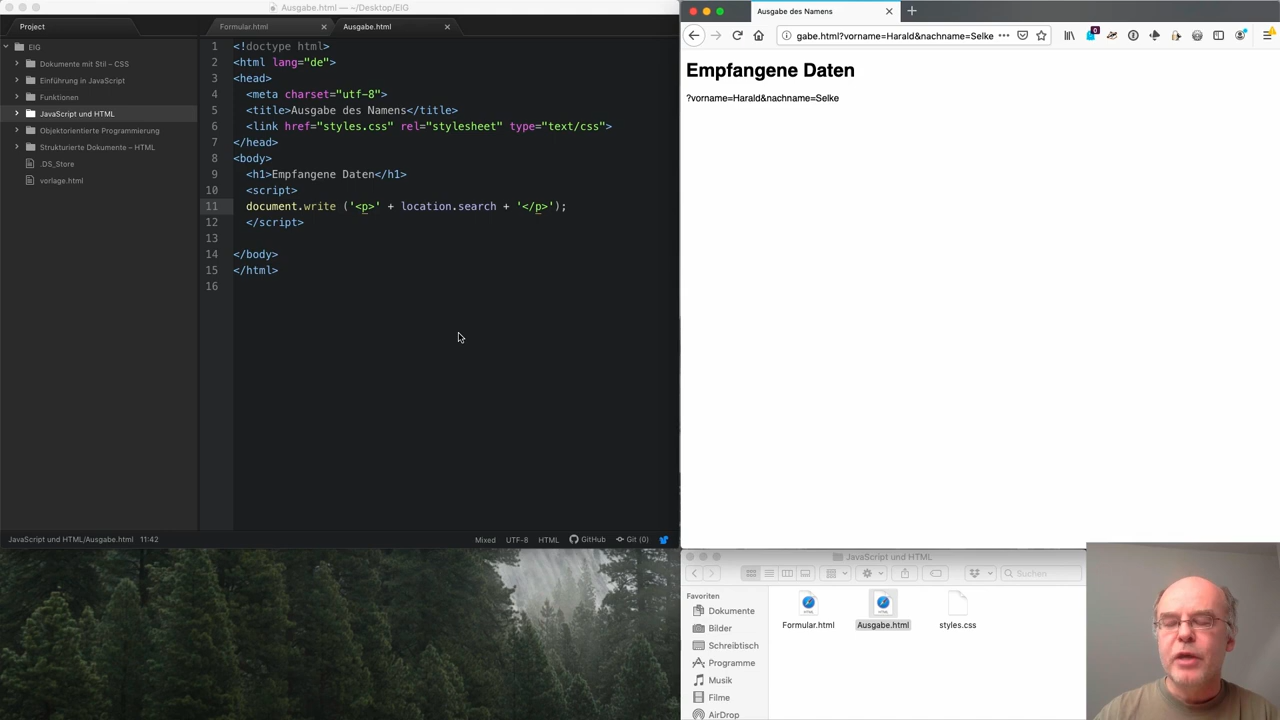 Ausgabe.html — ~/Desktop/EIG
Project
Formular.html
Ausgabe.html
EIG
Dokumente mit Stil – CSS
Einführung in JavaScript
Funktionen
JavaScript und HTML
Objektorientierte Programmierung
Strukturierte Dokumente – HTML
.DS_Store
vorlage.html
1 <!doctype html>
2 <html lang="de">
3 <head>
4 <meta charset="utf-8">
5 <title>Ausgabe des Namens</title>
6 <link href="styles.css" rel="stylesheet" type="text/css">
7 </head>
8 <body>
9 <h1>Empfangene Daten</h1>
10 <script>
11 document.write ('<p>' + location.search + '</p>');
12 </script>
13
14 </body>
15 </html>
16
JavaScript und HTML/Ausgabe.html 11:42
Mixed UTF-8 HTML GitHub Git (0)
Ausgabe des Namens
gabe.html?vorname=Harald&nachname=Selke
0
Empfangene Daten
?vorname=Harald&nachname=Selke
JavaScript und HTML
Suchen
Favoriten
Dokumente
Bilder
Schreibtisch
Programme
Musik
Filme
AirDrop
HTML
Formular.html
HTML
Ausgabe.html
styles.css